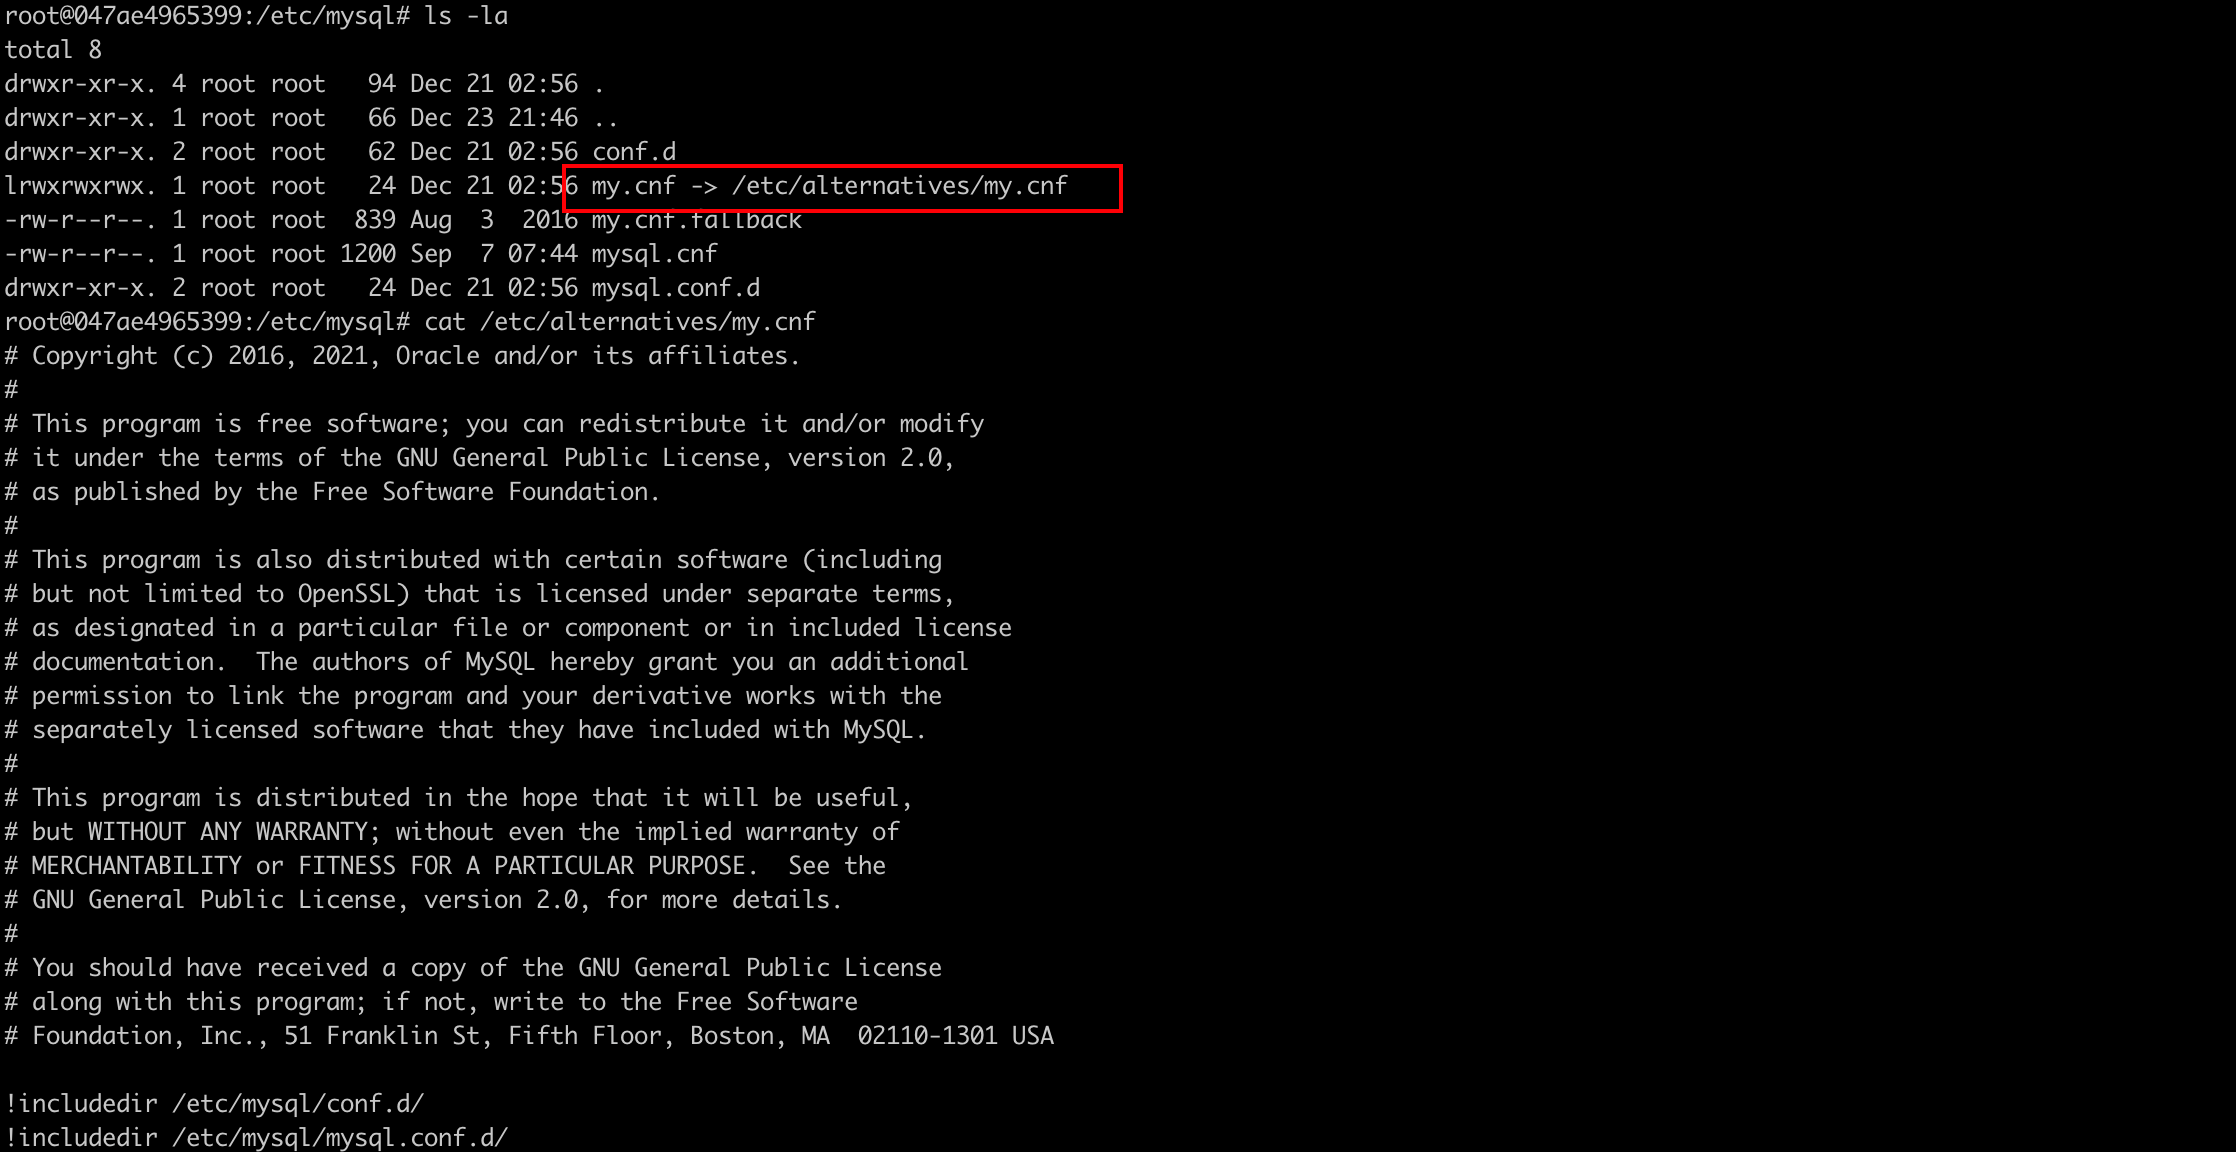 root@047ae4965399:/etc/mysql# ls -la
total 8
drwxr-xr-x. 4 root root   94 Dec 21 02:56 .
drwxr-xr-x. 1 root root   66 Dec 23 21:46 ..
drwxr-xr-x. 2 root root   62 Dec 21 02:56 conf.d
lrwxrwxrwx. 1 root root   24 Dec 21 02:56 my.cnf -> /etc/alternatives/my.cnf
-rw-r--r--. 1 root root  839 Aug  3  2016 my.cnf.fallback
-rw-r--r--. 1 root root 1200 Sep  7 07:44 mysql.cnf
drwxr-xr-x. 2 root root   24 Dec 21 02:56 mysql.conf.d
root@047ae4965399:/etc/mysql# cat /etc/alternatives/my.cnf
# Copyright (c) 2016, 2021, Oracle and/or its affiliates.
#
# This program is free software; you can redistribute it and/or modify
# it under the terms of the GNU General Public License, version 2.0,
# as published by the Free Software Foundation.
#
# This program is also distributed with certain software (including
# but not limited to OpenSSL) that is licensed under separate terms,
# as designated in a particular file or component or in included license
# documentation.  The authors of MySQL hereby grant you an additional
# permission to link the program and your derivative works with the
# separately licensed software that they have included with MySQL.
#
# This program is distributed in the hope that it will be useful,
# but WITHOUT ANY WARRANTY; without even the implied warranty of
# MERCHANTABILITY or FITNESS FOR A PARTICULAR PURPOSE.  See the
# GNU General Public License, version 2.0, for more details.
#
# You should have received a copy of the GNU General Public License
# along with this program; if not, write to the Free Software
# Foundation, Inc., 51 Franklin St, Fifth Floor, Boston, MA  02110-1301 USA

!includedir /etc/mysql/conf.d/
!includedir /etc/mysql/mysql.conf.d/